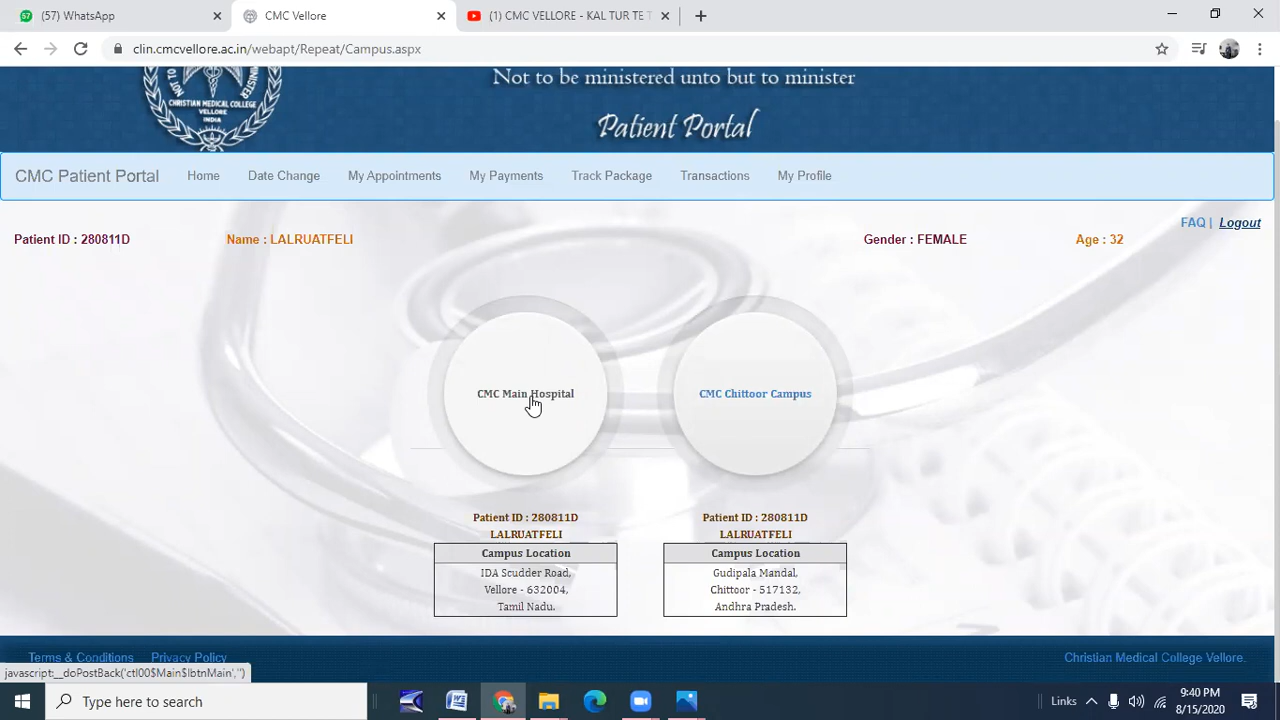 (57) WhatsApp
CMC Vellore
(1) CMC VELLORE - KAL TUR TE T
clin.cmcvellore.ac.in/webapt/Repeat/Campus.aspx
CHRISTIAN MEDICAL COLLEGE
VELLORE
INDIA
Not to be ministered unto but to minister
Patient Portal
CMC Patient Portal Home Date Change My Appointments My Payments Track Package Transactions My Profile
FAQ | Logout
Patient ID : 280811D Name : LALRUATFELI Gender : FEMALE Age : 32
CMC Main Hospital CMC Chittoor Campus
Patient ID : 280811D
LALRUATFELI
Campus Location
IDA Scudder Road,
Vellore - 632004,
Tamil Nadu.
Patient ID : 280811D
LALRUATFELI
Campus Location
Gudipala Mandal,
Chittoor - 517132,
Andhra Pradesh.
Terms & Conditions Privacy Policy Christian Medical College Vellore.
javascript:__doPostBack('ctl00$Main$lbtnMain','')
Type here to search
Links
9:40 PM
8/15/2020